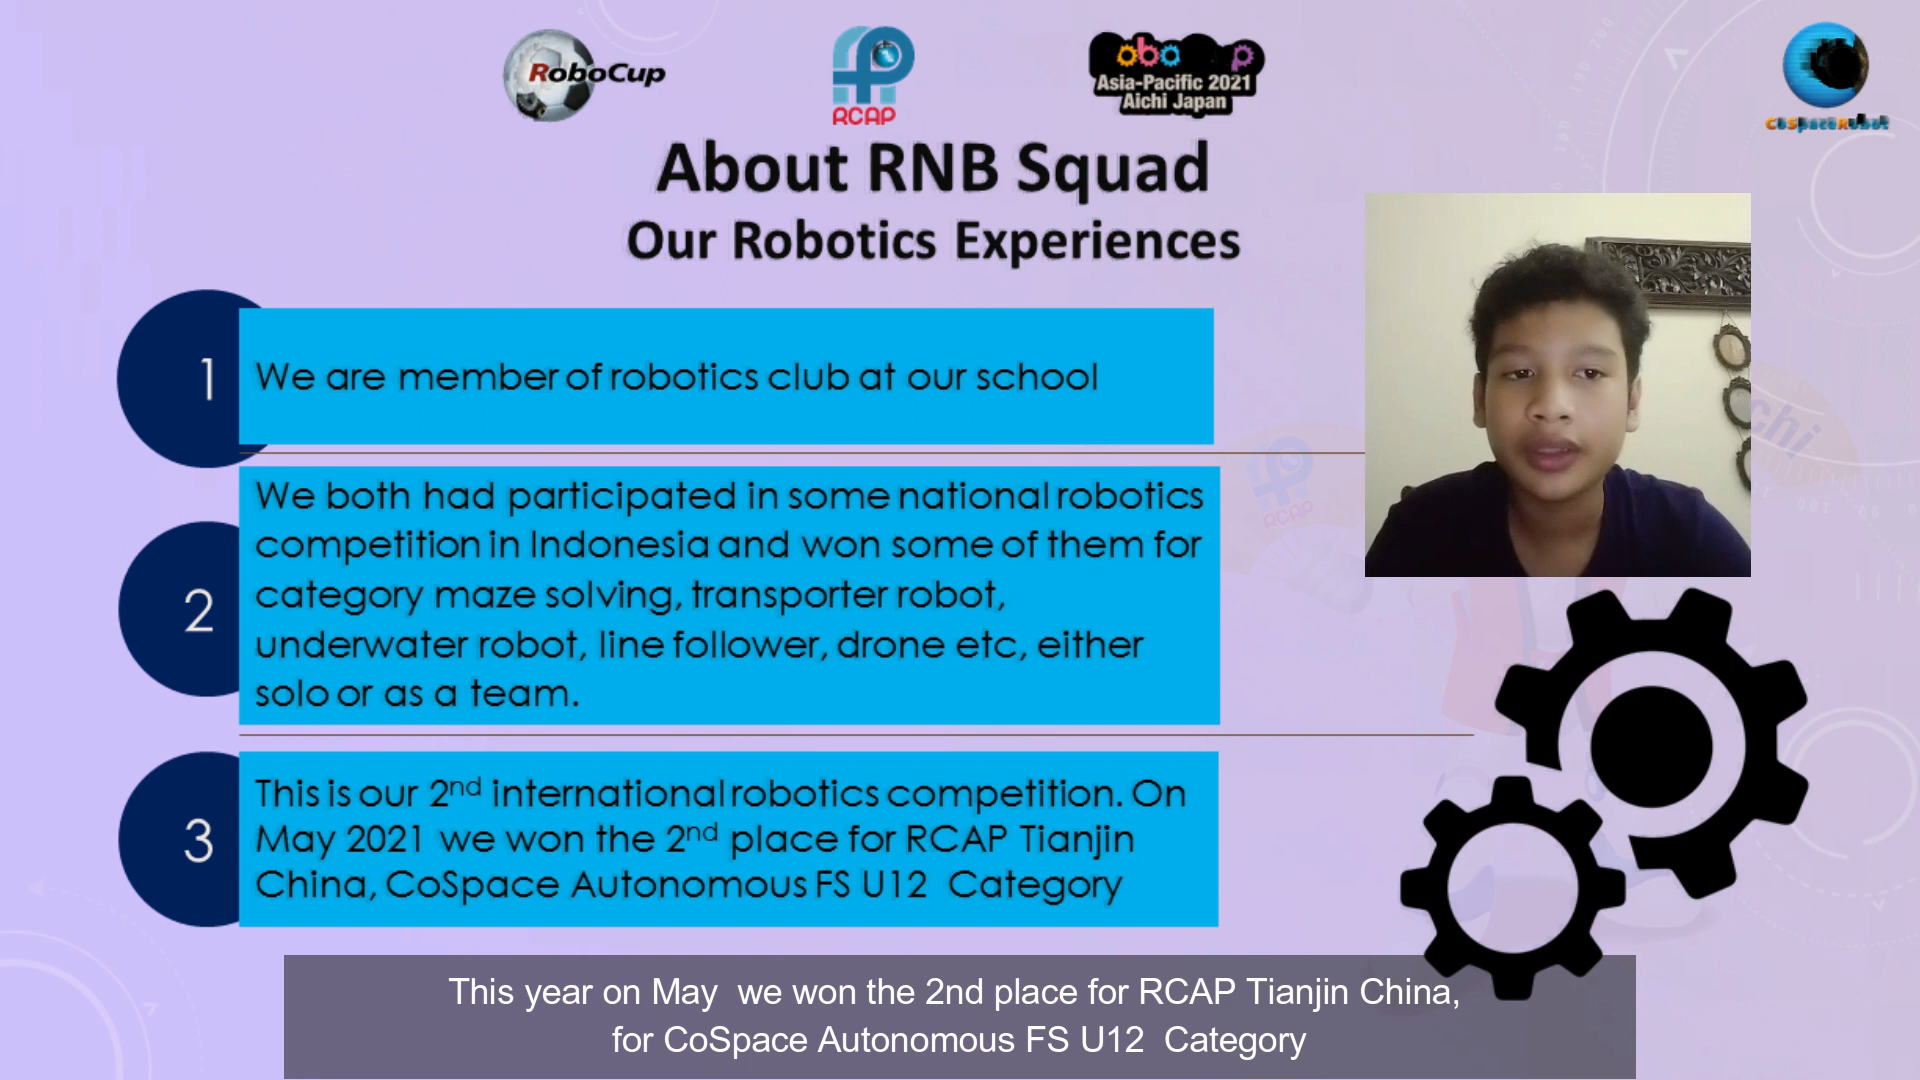 RoboCup
RCAP
Asia-Pacific 2021
Aichi Japan
CoSpaceRobot
About RNB Squad
Our Robotics Experiences
1
We are member of robotics club at our school
2
We both had participated in some national robotics
competition in Indonesia and won some of them for
category maze solving, transporter robot,
underwater robot, line follower, drone etc, either
solo or as a team.
3
This is our 2nd international robotics competition. On
May 2021 we won the 2nd place for RCAP Tianjin
China, CoSpace Autonomous FS U12 Category
RCAP
chi
This year on May we won the 2nd place for RCAP Tianjin China,
for CoSpace Autonomous FS U12 Category